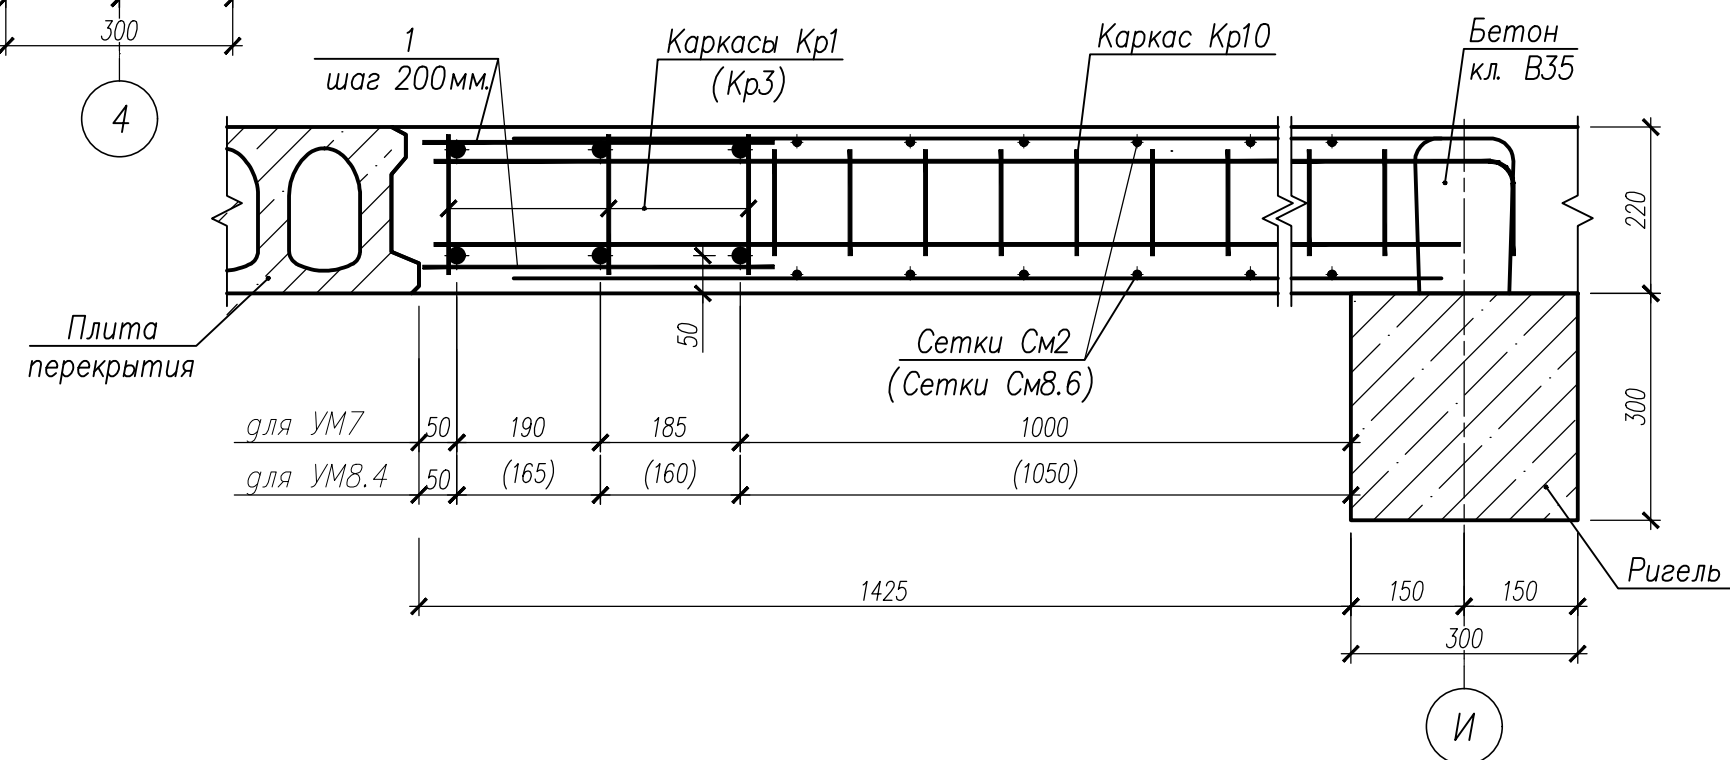 300
4
1
шаг 200мм.
Каркасы Кр1
(Кр3)
Каркас Кр10
Бетон
кл. В35
220
Плита
перекрытия
50
Сетки См2
(Сетки См8.6)
300
для УМ7
50
190
185
1000
для УМ8.4
50
(165)
(160)
(1050)
Ригель
1425
150
150
300
И